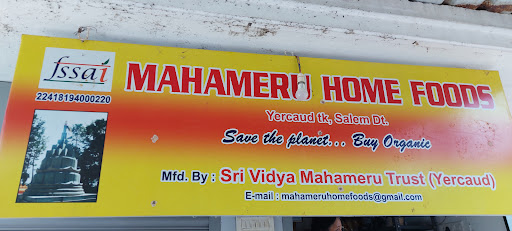 fssai
22418194000220
MAHAMERU HOME FOODS
Yercaud tk, Salem Dt.
Save the planet... Buy Organic
Mfd. By : Sri Vidya Mahameru Trust (Yercaud)
E-mail : mahameruhomefoods@gmail.com